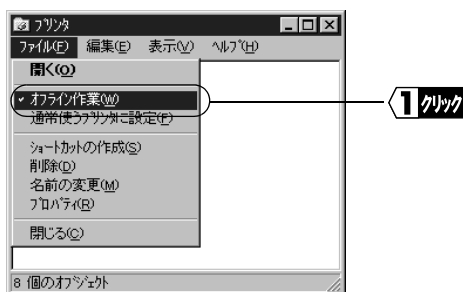 プリンタ
ファイル(F) 編集(E) 表示(V) ヘルプ(H)
開く(O)
オフライン作業(W)
通常使うプリンタに設定(F)
ショートカットの作成(S)
削除(D)
名前の変更(M)
プロパティ(R)
閉じる(C)
8 個のオブジェクト
1 クリック